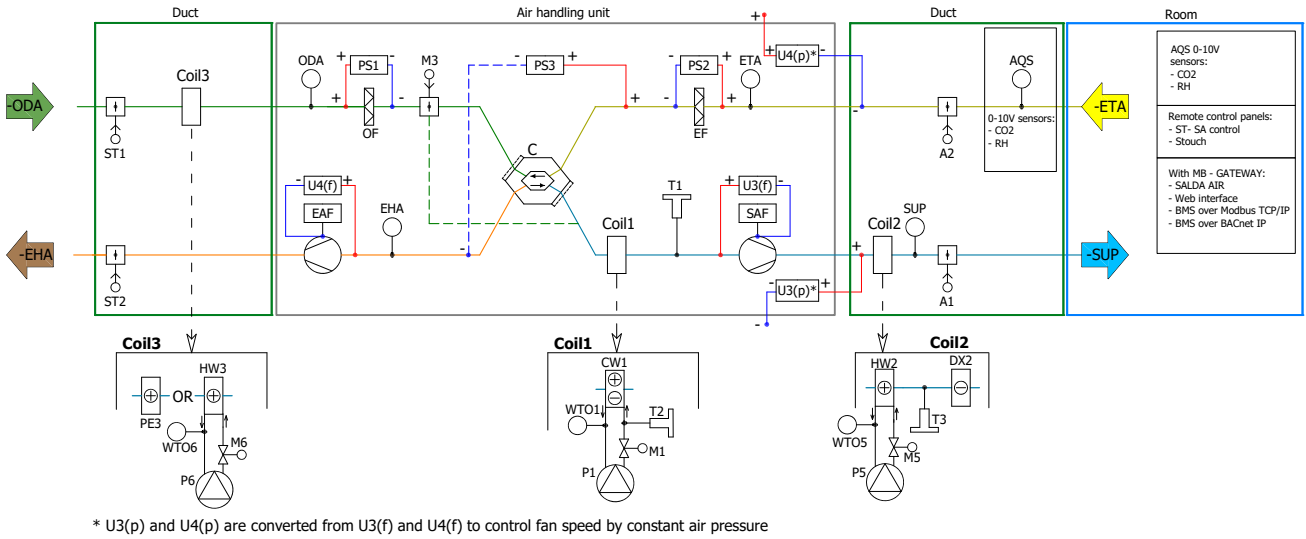 Duct
Air handling unit
Duct
Room
+
ODA
+
PS1
-
M3
-
PS3
+
-
PS2
+
ETA
+
U4(p)*
-
AQS
AQS 0-10V
sensors:
- CO2
- RH
Coil3
-ODA
+
-
+
-
+
-
-ETA
OF
EF
0-10V sensors:
- CO2
- RH
Remote control panels:
- ST- SA control
- Stouch
ST1
C
A2
-
U4(f)
+
T1
+
U3(f)
-
With MB - GATEWAY:
- SALDA AIR
- Web interface
- BMS over Modbus TCP/IP
- BMS over BACnet IP
EAF
EHA
SAF
Coil1
Coil2
SUP
-EHA
-
+
-SUP
ST2
-
U3(p)*
+
A1
-
Coil3
Coil1
Coil2
HW3
CW1
HW2
DX2
OR
PE3
WTO6
M6
P6
WTO1
T2
M1
P1
WTO5
T3
M5
P5
* U3(p) and U4(p) are converted from U3(f) and U4(f) to control fan speed by constant air pressure